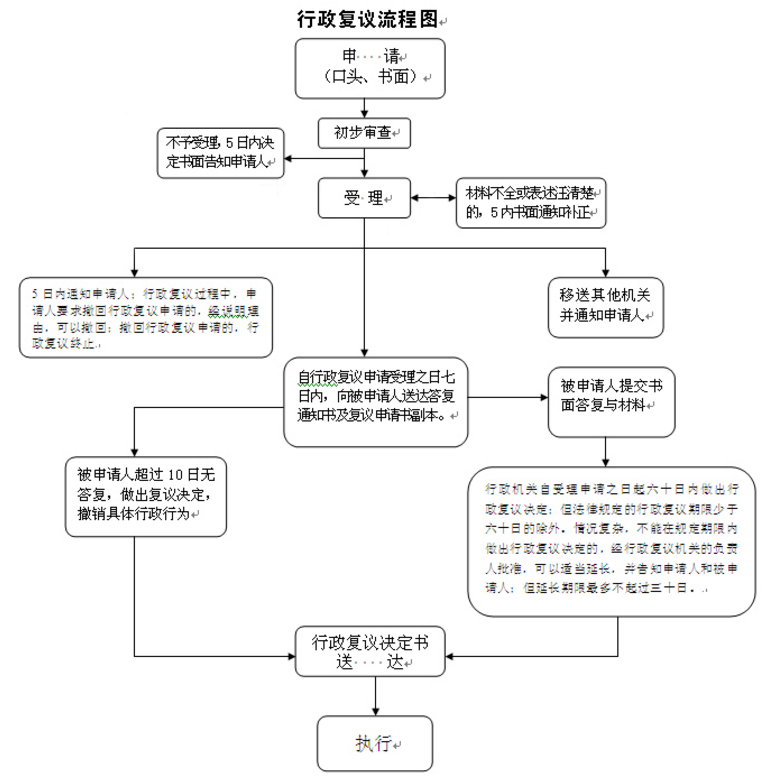 行政复议流程图
申····请
（口头、书面）
初步审查
不予受理，5日内决
定书面告知申请人
受·理
材料不全或表述王清楚
的，5内书面通知补正
5日内通知申请人；行政复议过程中，申
请人要求撤回行政复议申请的，经说明理
由，可以撤回；撤回行政复议申请的，行
政复议终止
移送其他机关
并通知申请人
自行政复议申请受理之日七
日内，向被申请人送达答复
通知书及复议申请书副本。
被申请人提交书
面答复与材料
被申请人超过10日无
答复，做出复议决定，
撤销具体行政行为
行政机关自受理申请之日起六十日内做出行
政复议决定；但法律规定的行政复议期限少于
六十日的除外。情况复杂，不能在规定期限内
做出行政复议决定的，经行政复议机关的负责
人批准，可以适当延长，并告知申请人和被申
请人；但延长期限最多不超过三十日。
行政复议决定书
送····达
执行